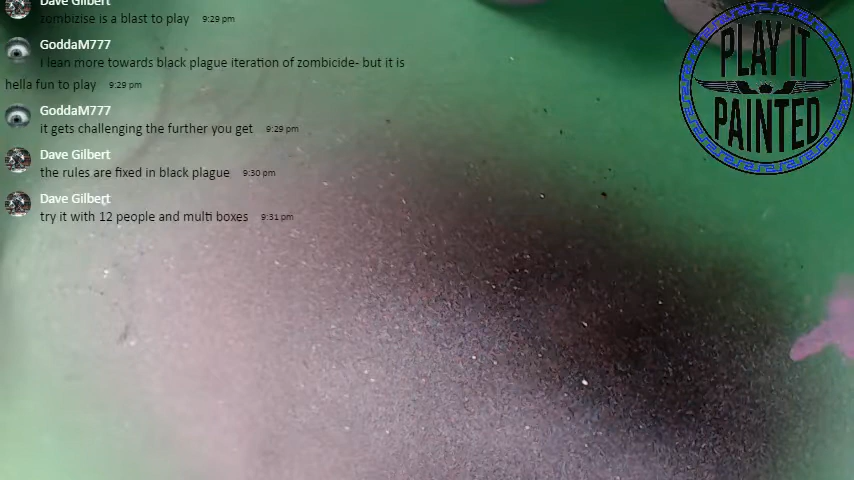 Dave Gilbert
zombizise is a blast to play 9:29 pm
GoddaM777
i lean more towards black plague iteration of zombicide- but it is
hella fun to play 9:29 pm
GoddaM777
it gets challenging the further you get 9:29 pm
Dave Gilbert
the rules are fixed in black plague 9:30 pm
Dave Gilbert
try it with 12 people and multi boxes 9:31 pm
PLAY IT
PAINTED